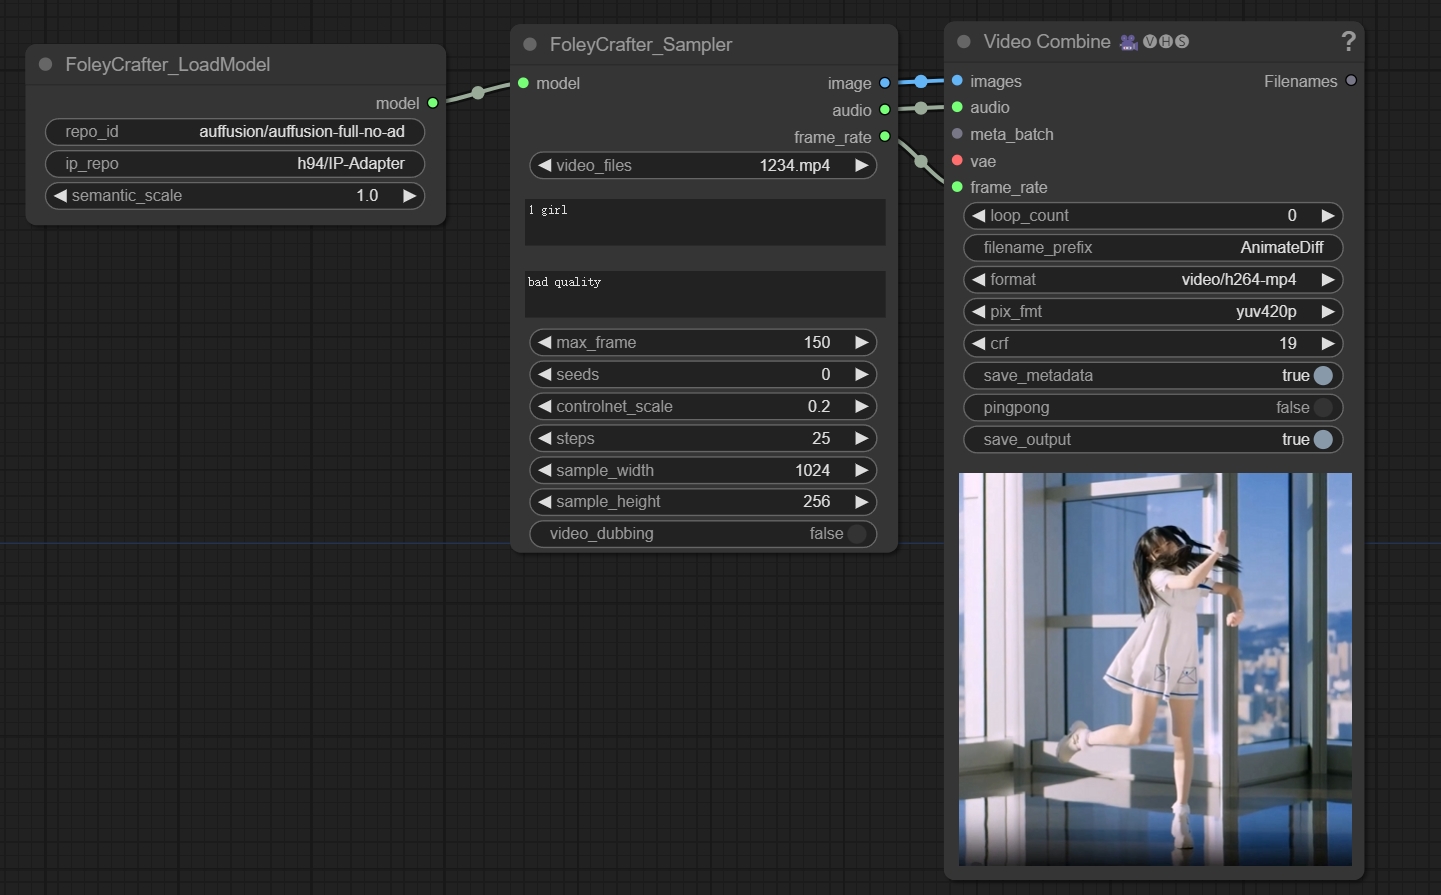 FoleyCrafter_LoadModel
model
repo_id auffusion/auffusion-full-no-ad
ip_repo h94/IP-Adapter
semantic_scale 1.0
FoleyCrafter_Sampler
model image
audio
frame_rate
video_files 1234.mp4
1 girl
bad quality
max_frame 150
seeds 0
controlnet_scale 0.2
steps 25
sample_width 1024
sample_height 256
video_dubbing false
Video Combine 🎥🅥🅗🅢 ?
images Filenames
audio
meta_batch
vae
frame_rate
loop_count 0
filename_prefix AnimateDiff
format video/h264-mp4
pix_fmt yuv420p
crf 19
save_metadata true
pingpong false
save_output true